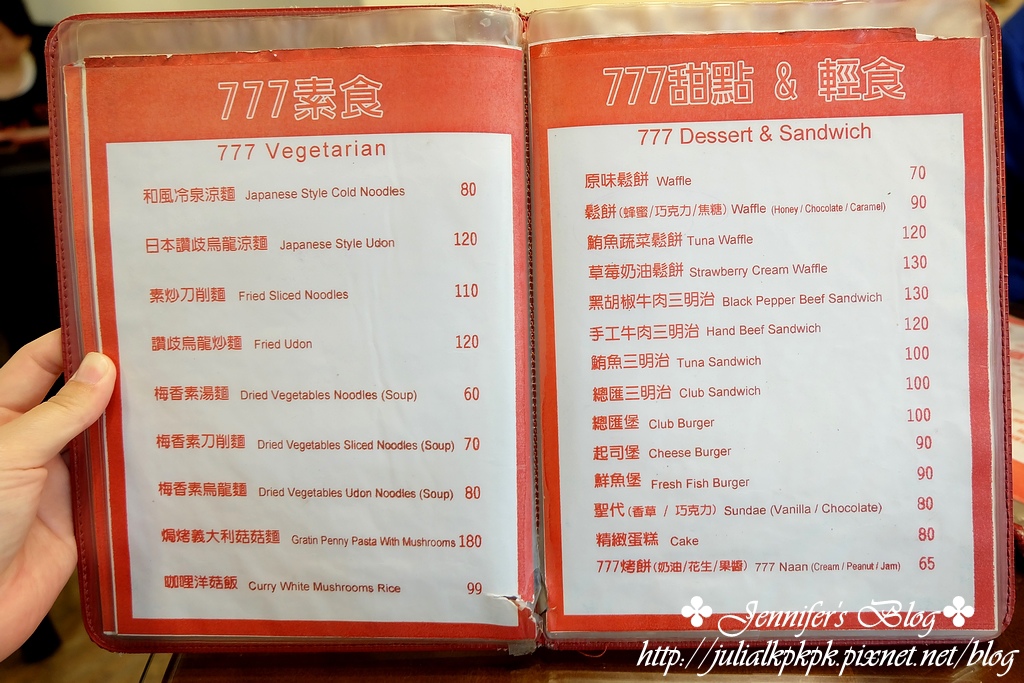 777素食
777 Vegetarian
和風冷泉涼麵 Japanese Style Cold Noodles 80
日本讚歧烏龍涼麵 Japanese Style Udon 120
素炒刀削麵 Fried Sliced Noodles 110
讚歧烏龍炒麵 Fried Udon 120
梅香素湯麵 Dried Vegetables Noodles (Soup) 60
梅香素刀削麵 Dried Vegetables Sliced Noodles (Soup) 70
梅香素烏龍麵 Dried Vegetables Udon Noodles (Soup) 80
焗烤義大利菇菇麵 Gratin Penny Pasta With Mushrooms 180
咖哩洋菇飯 Curry White Mushrooms Rice 99
777甜點 & 輕食
777 Dessert & Sandwich
原味鬆餅 Waffle 70
鬆餅(蜂蜜/巧克力/焦糖) Waffle (Honey / Chocolate / Caramel) 90
鮪魚蔬菜鬆餅 Tuna Waffle 120
草莓奶油鬆餅 Strawberry Cream Waffle 130
黑胡椒牛肉三明治 Black Pepper Beef Sandwich 130
手工牛肉三明治 Hand Beef Sandwich 120
鮪魚三明治 Tuna Sandwich 100
總匯三明治 Club Sandwich 100
總匯堡 Club Burger 100
起司堡 Cheese Burger 90
鮮魚堡 Fresh Fish Burger 90
聖代(香草 / 巧克力) Sundae (Vanilla / Chocolate) 80
精緻蛋糕 Cake 80
777烤餅(奶油/花生/果醬) 777 Naan (Cream / Peanut / Jam) 65
Jennifer's Blog
http://julialkpkpk.pixnet.net/blog